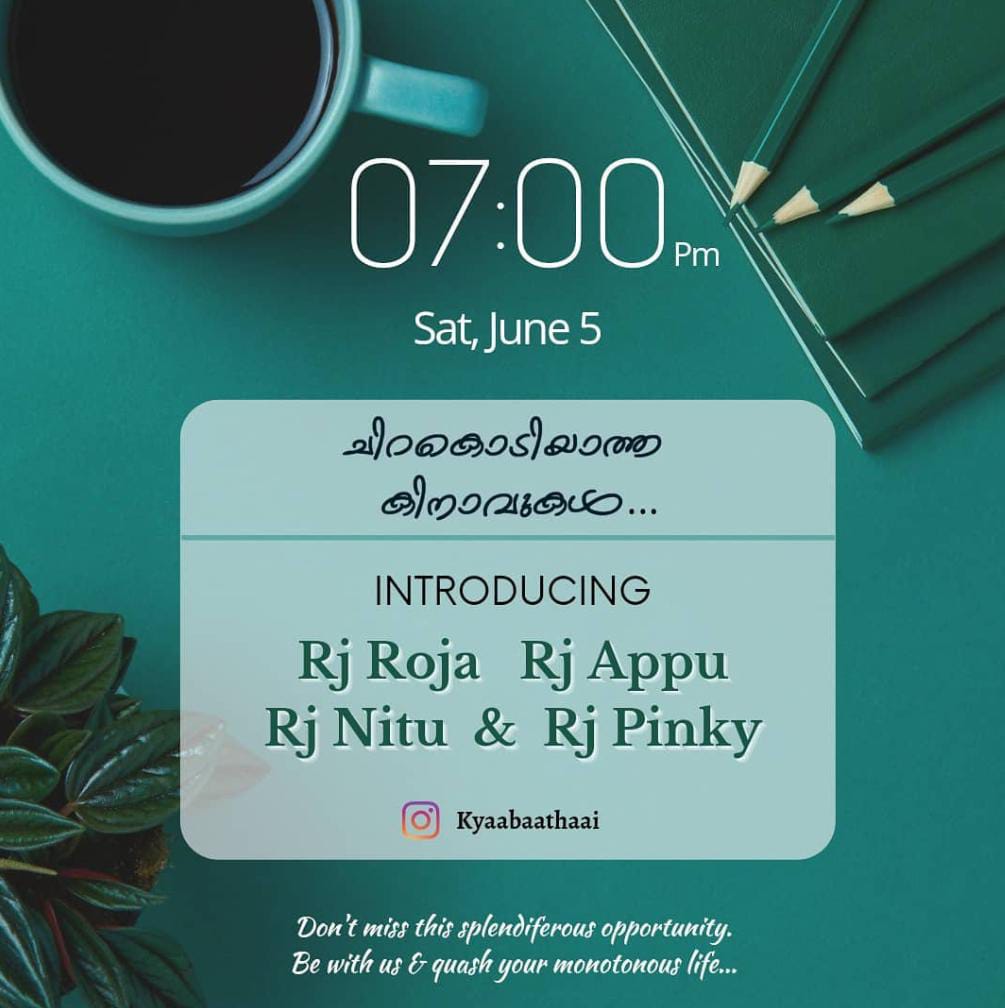 07:00 Pm
Sat, June 5
ചിറകൊടിയാത്ത
കിനാവുകൾ...
INTRODUCING
Rj Roja Rj Appu
Rj Nitu & Rj Pinky
Kyaabaathaai
Don't miss this splendiferous opportunity.
Be with us & quash your monotonous life...